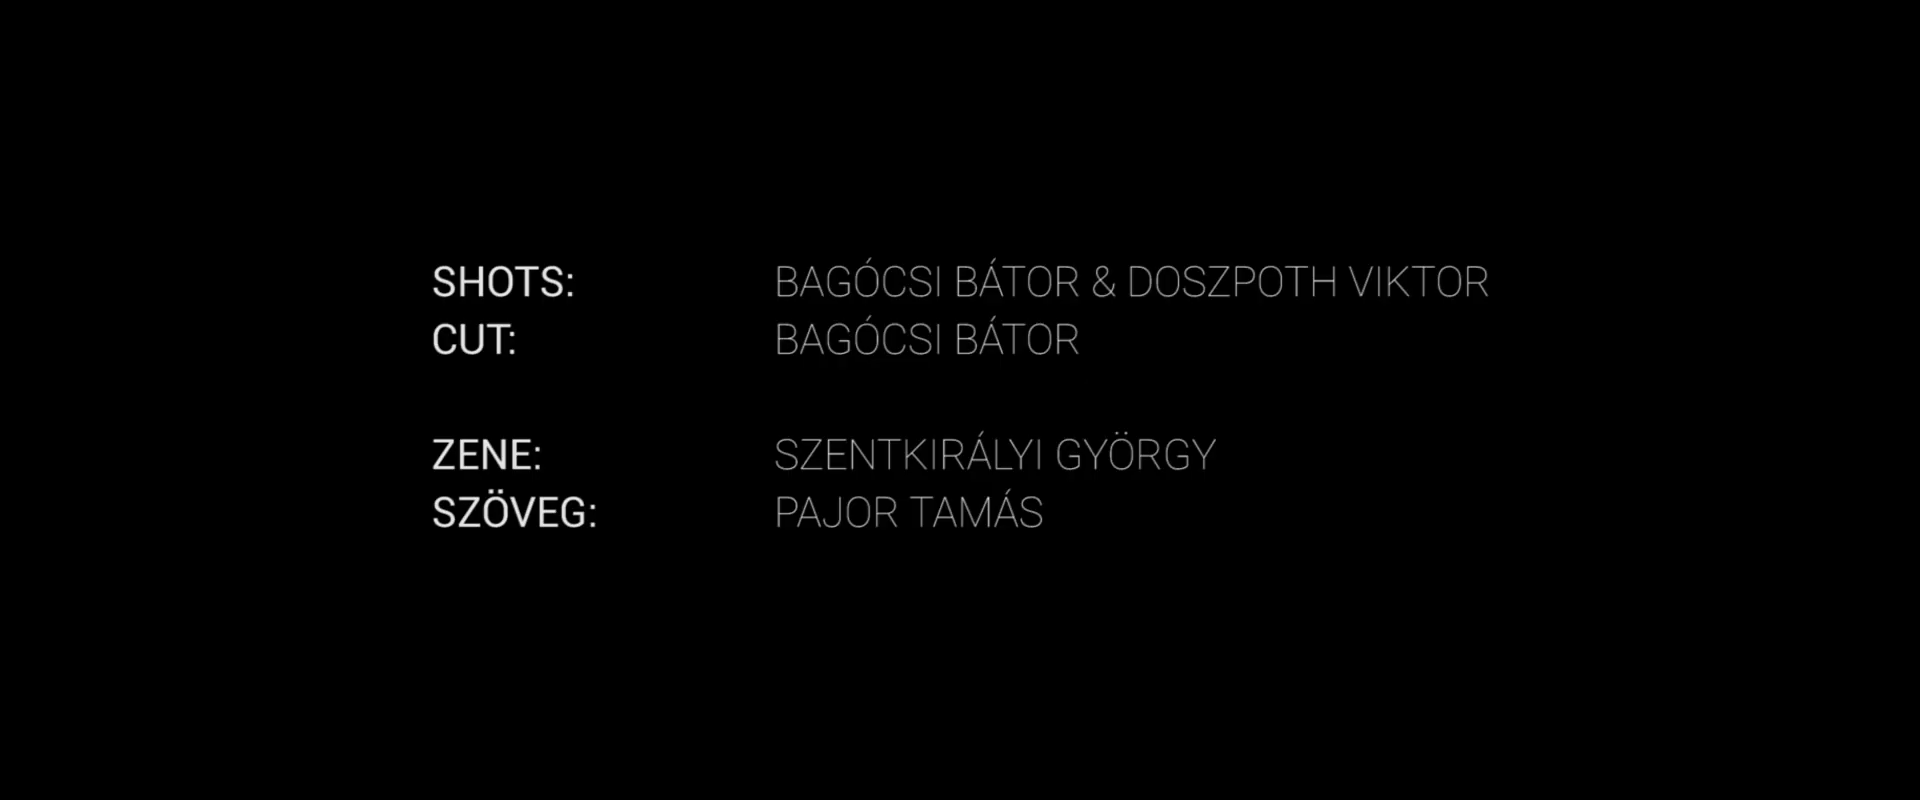 SHOTS: BAGÓCSI BÁTOR & DOSZPOTH VIKTOR
CUT: BAGÓCSI BÁTOR
ZENE: SZENTKIRÁLYI GYÖRGY
SZÖVEG: PAJOR TAMÁS